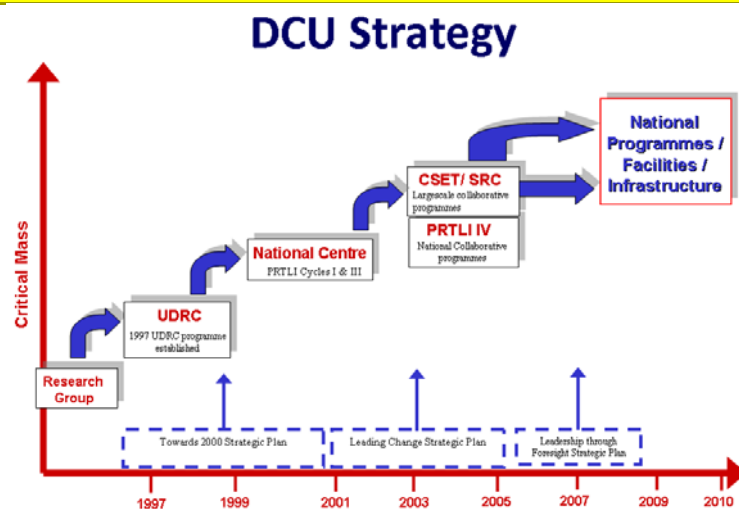 DCU Strategy
Critical Mass
National
Programmes /
Facilities /
Infrastructure
CSET/ SRC
Largescale collaborative
programmes
PRTLI IV
National Collaborative
programmes
National Centre
PRTLI Cycles I & III
UDRC
1997 UDRC programme
established
Research
Group
Towards 2000 Strategic Plan
Leading Change Strategic Plan
Leadership through
Foresight Strategic Plan
1997
1999
2001
2003
2005
2007
2009
2010